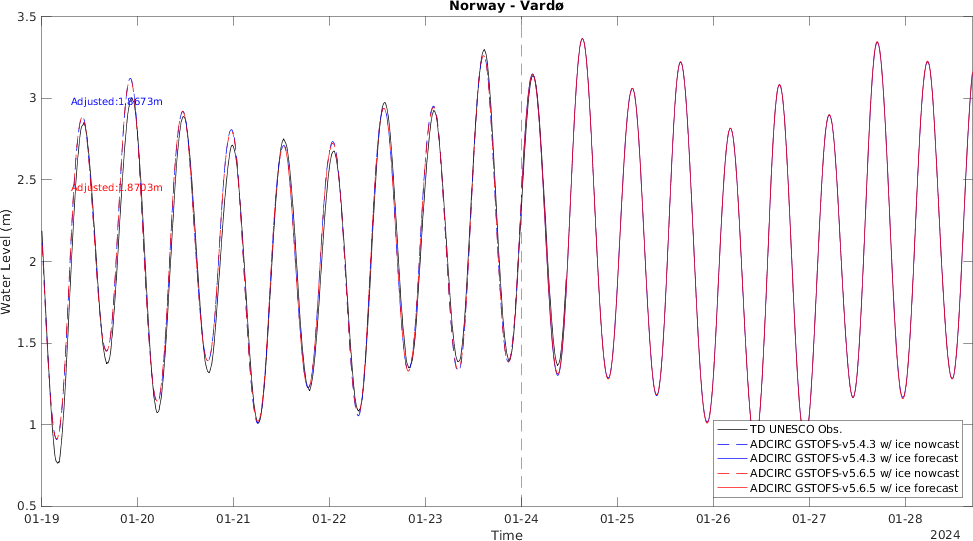 Norway - Vardø
3.5
3
2.5
2
1.5
1
0.5
Water Level (m)
Adjusted:1.8703m
TD UNESCO Obs.
ADCIRC GSTOFS-v5.4.3 w/ ice nowcast
ADCIRC GSTOFS-v5.4.3 w/ ice forecast
ADCIRC GSTOFS-v5.6.5 w/ ice nowcast
ADCIRC GSTOFS-v5.6.5 w/ ice forecast
01-19 01-20 01-21 01-22 01-23 01-24 01-25 01-26 01-27 01-28
Time
2024